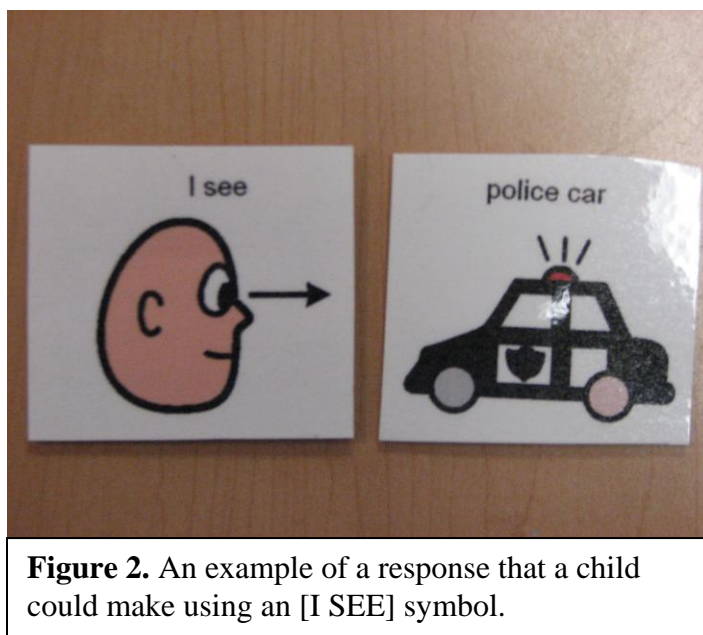 I see
police car
Figure 2. An example of a response that a child
could make using an [I SEE] symbol.